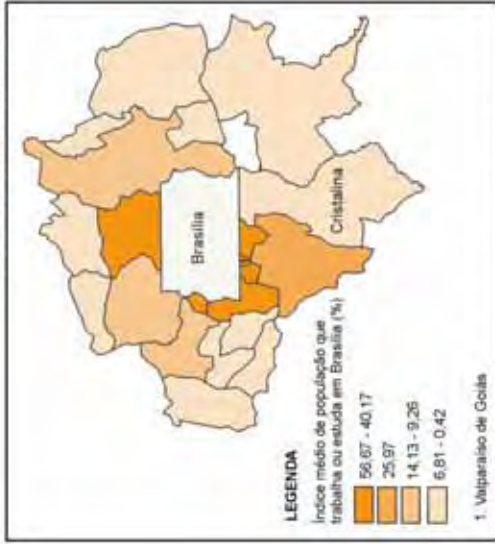 Brasília
Cristalina
LEGENDA
Índice médio de população que
trabalha ou estuda em Brasília (%)
56,67 - 40,17
25,97
14,13 - 9,26
6,81 - 0,42
1. Valparaíso de Goiás